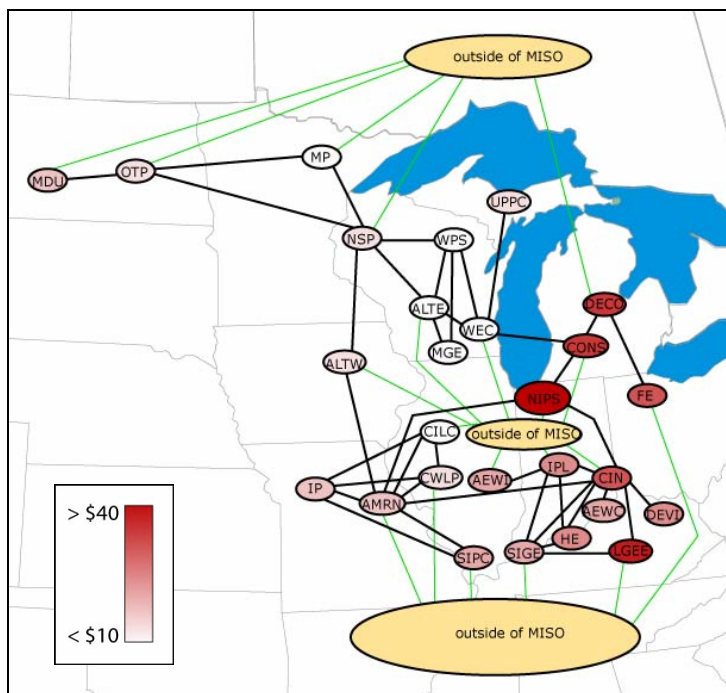 outside of MISO
MP
OTP
MDU
UPPC
NSP
WPS
DECO
ALTE
WEC
CONS
MGE
ALTW
FE
NIPS
CILC
outside of MISO
IPL
CWLP
AEWI
CIN
IP
AMRN
AEWC
DEVI
HE
SIGE
LGEE
SIPC
> $40
< $10
outside of MISO